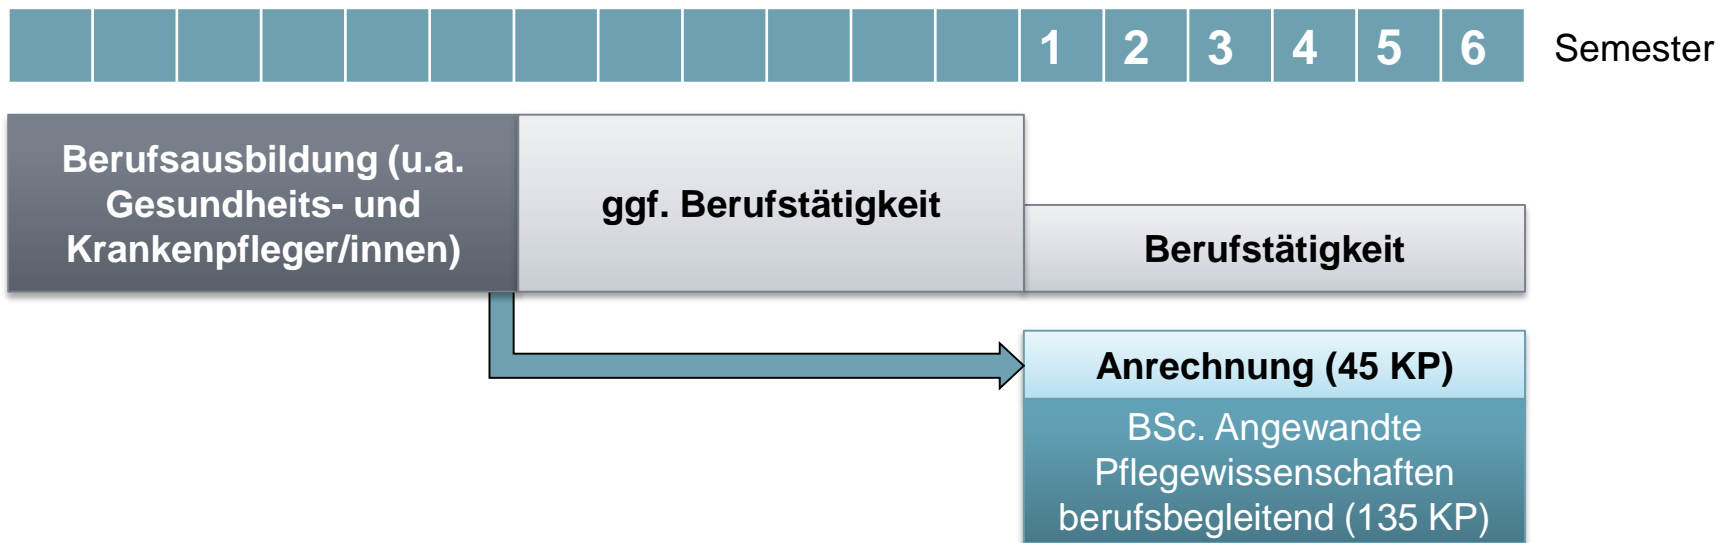 1 2 3 4 5 6 Semester
Berufsausbildung (u.a.
Gesundheits- und
Krankenpfleger/innen)
ggf. Berufstätigkeit
Berufstätigkeit
Anrechnung (45 KP)
BSc. Angewandte
Pflegewissenschaften
berufsbegleitend (135 KP)